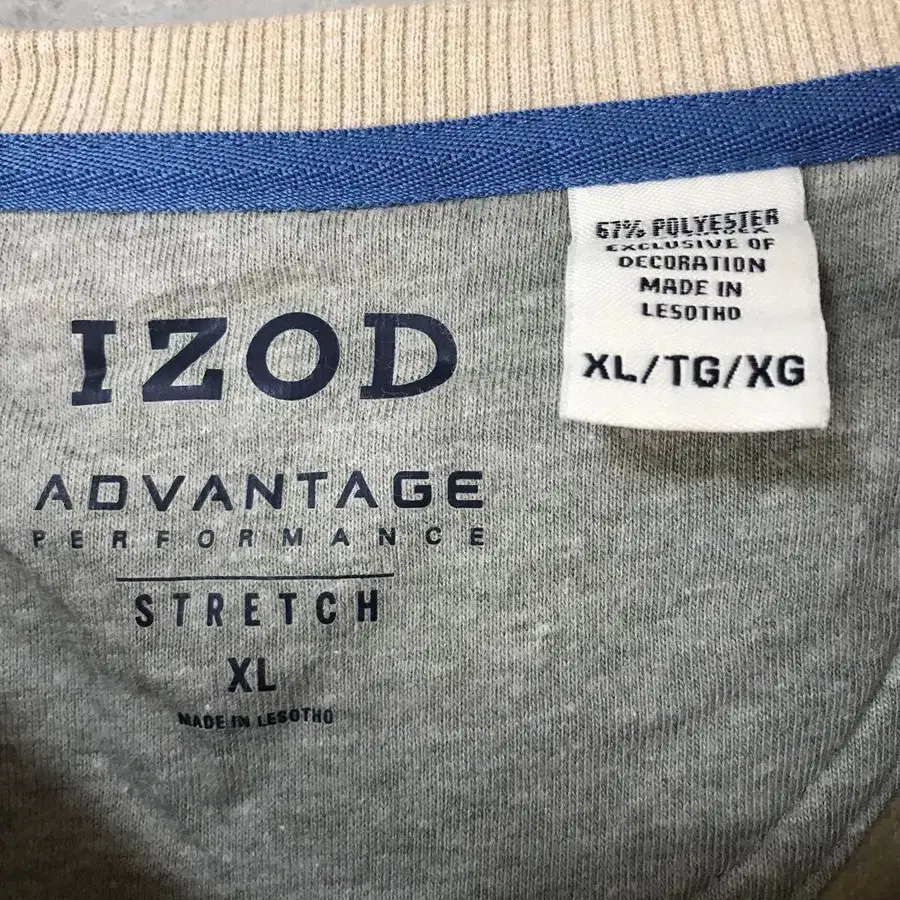 IZOD
ADVANTAGE
PERFORMANCE
STRETCH
XL
MADE IN LESOTHO
67% POLYESTER
EXCLUSIVE OF
DECORATION
MADE IN
LESOTHO
XL/TG/XG